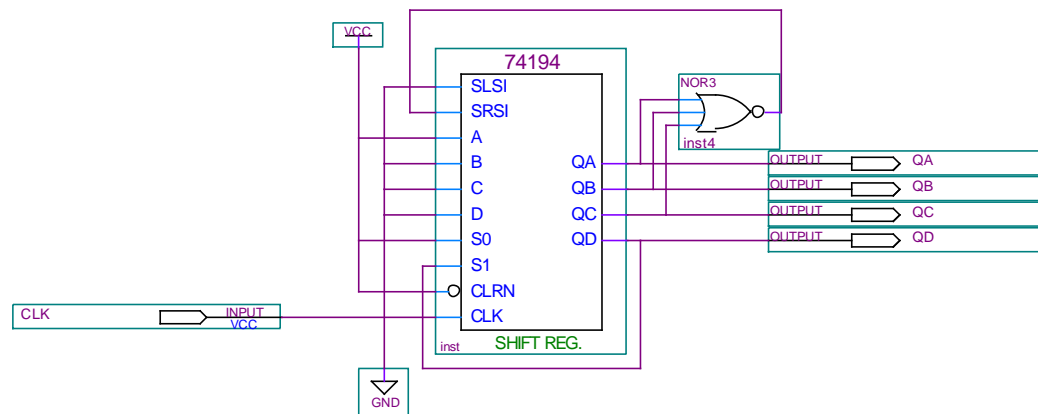 VCC
74194
SLSI
SRSI
A
B
C
D
S0
S1
CLRN
CLK
QA
QB
QC
QD
inst
SHIFT REG.
NOR3
inst4
OUTPUT QA
OUTPUT QB
OUTPUT QC
OUTPUT QD
CLK INPUT
VCC
GND